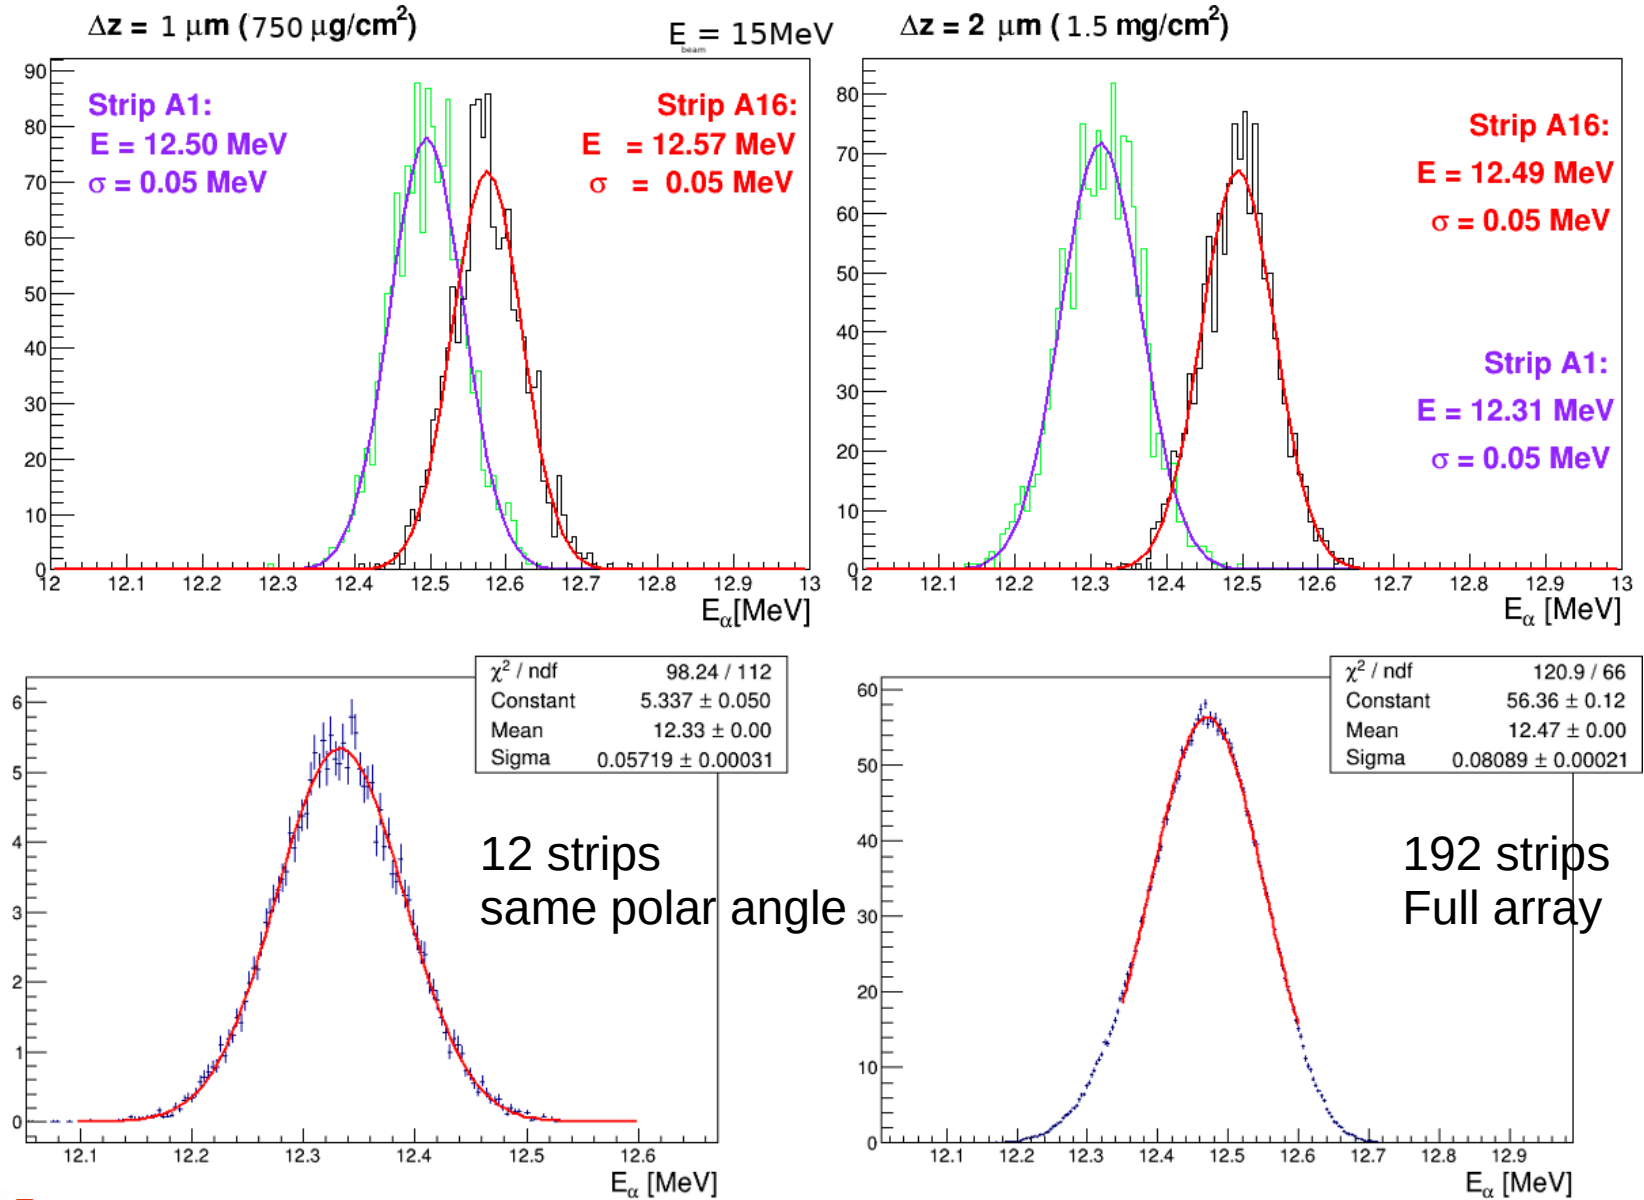 Δz = 1 μm (750 μg/cm²)
E_beam = 15MeV
Δz = 2 μm (1.5 mg/cm²)
90
80
70
60
50
40
30
20
10
0
Strip A1:
E = 12.50 MeV
σ = 0.05 MeV
Strip A16:
E = 12.57 MeV
σ = 0.05 MeV
12 12.1 12.2 12.3 12.4 12.5 12.6 12.7 12.8 12.9 13
Eα[MeV]
80
70
60
50
40
30
20
10
0
Strip A16:
E = 12.49 MeV
σ = 0.05 MeV
Strip A1:
E = 12.31 MeV
σ = 0.05 MeV
12 12.1 12.2 12.3 12.4 12.5 12.6 12.7 12.8 12.9 13
Eα [MeV]
χ² / ndf 98.24 / 112
Constant 5.337 ± 0.050
Mean 12.33 ± 0.00
Sigma 0.05719 ± 0.00031
6
5
4
3
2
1
0
12 strips
same polar angle
12.1 12.2 12.3 12.4 12.5 12.6
Eα [MeV]
χ² / ndf 120.9 / 66
Constant 56.36 ± 0.12
Mean 12.47 ± 0.00
Sigma 0.08089 ± 0.00021
60
50
40
30
20
10
0
192 strips
Full array
12.1 12.2 12.3 12.4 12.5 12.6 12.7 12.8 12.9
Eα [MeV]